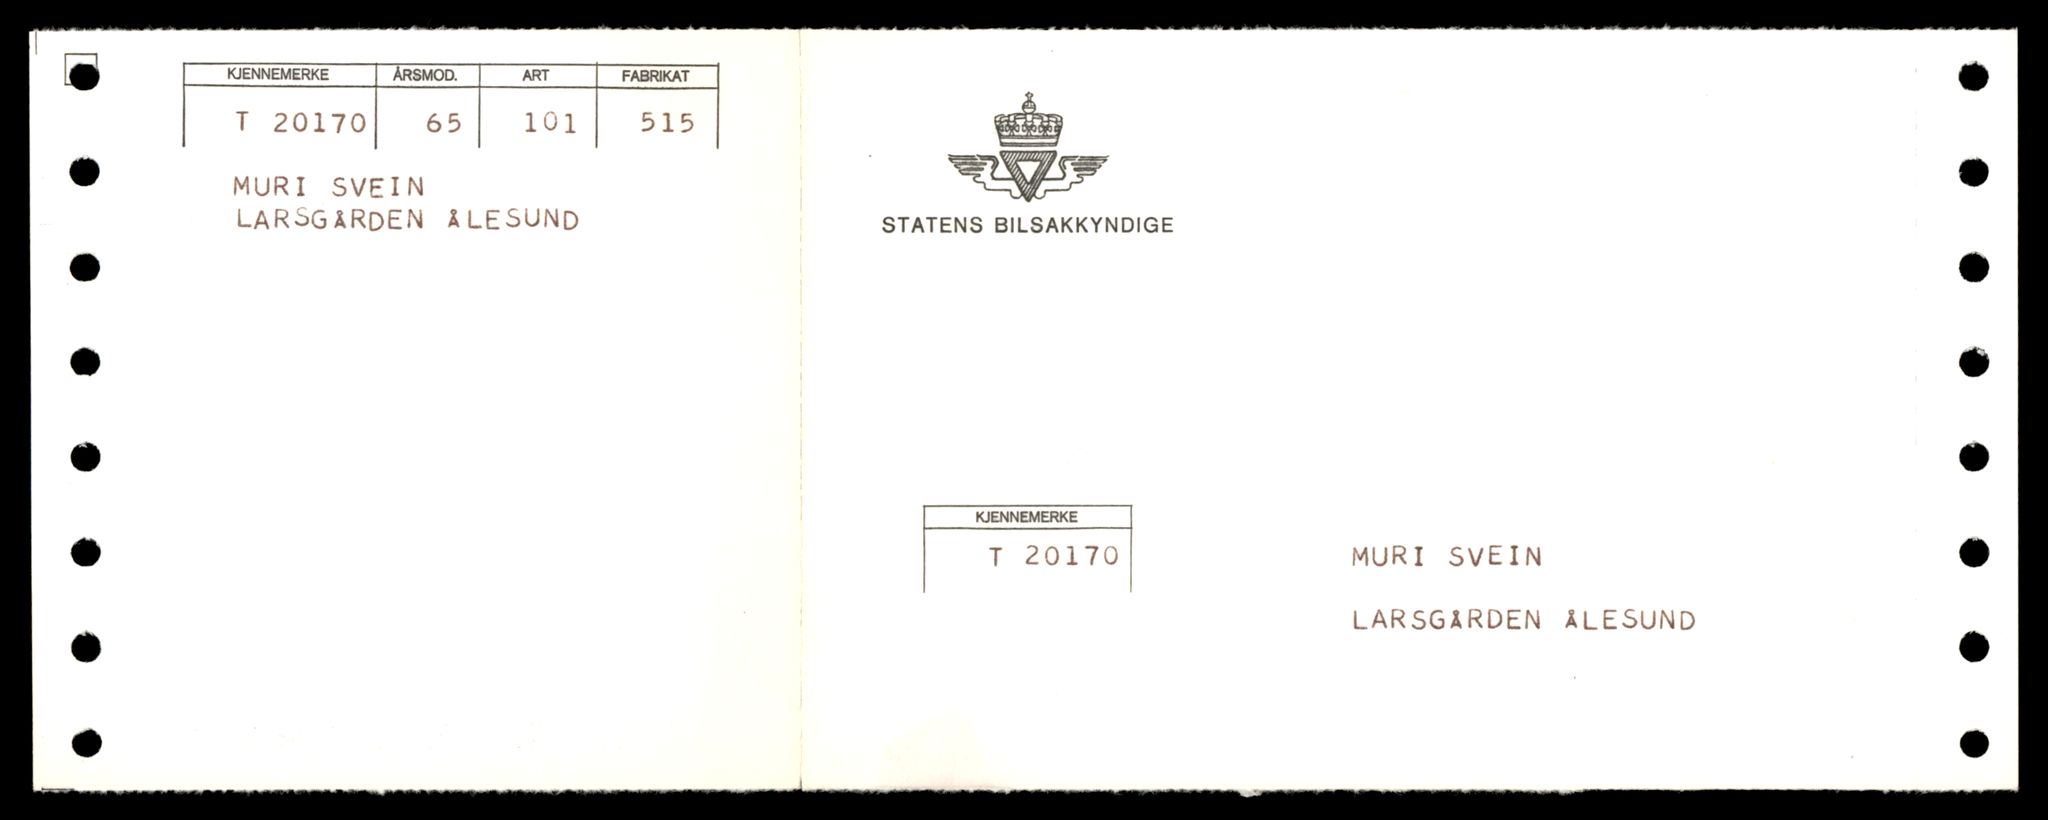 KJENNEMERKE ÅRSMOD. ART FABRIKAT
T 20170 65 101 515
MURI SVEIN
LARSGÅRDEN ÅLESUND
STATENS BILSAKKYNDIGE
KJENNEMERKE
T 20170
MURI SVEIN
LARSGÅRDEN ÅLESUND